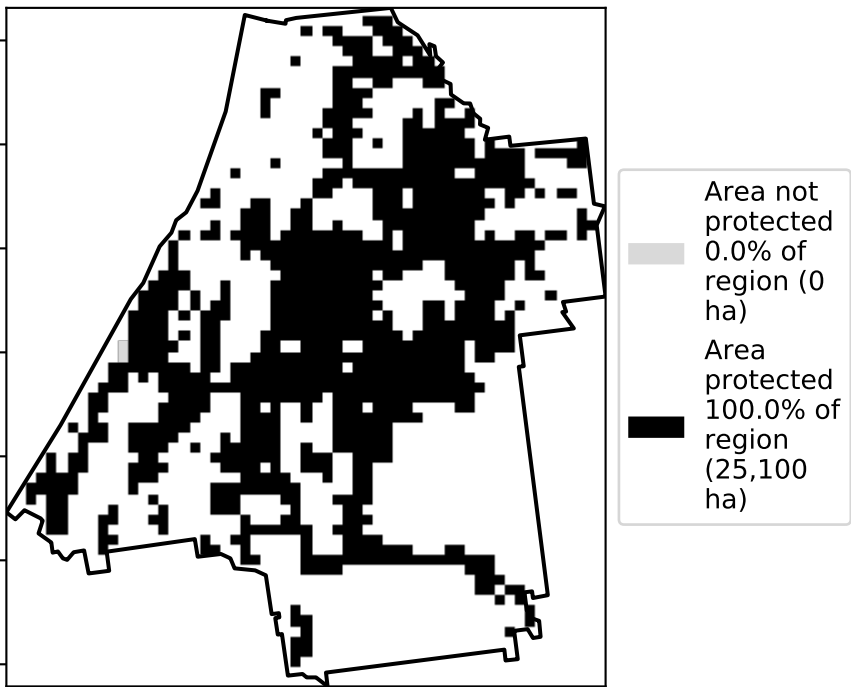 Area not
protected
0.0% of
region (0
ha)
Area
protected
100.0% of
region
(25,100
ha)